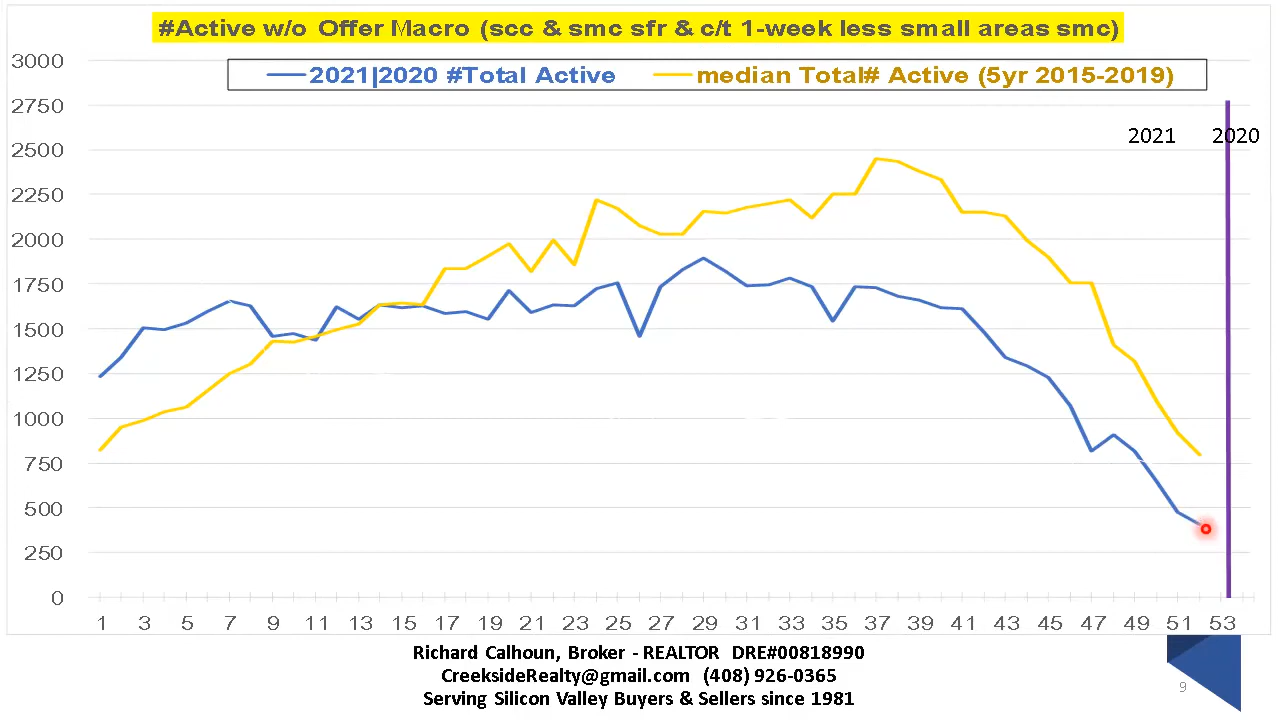 #Active w/o Offer Macro (scc & smc sfr & c/t 1-week less small areas smc)
2021|2020 #Total Active median Total# Active (5yr 2015-2019)
3000
2750
2500
2250
2000
1750
1500
1250
1000
750
500
250
0
2021 2020
1 3 5 7 9 11 13 15 17 19 21 23 25 27 29 31 33 35 37 39 41 43 45 47 49 51 53
Richard Calhoun, Broker - REALTOR DRE#00818990
CreeksideRealty@gmail.com (408) 926-0365
Serving Silicon Valley Buyers & Sellers since 1981
9